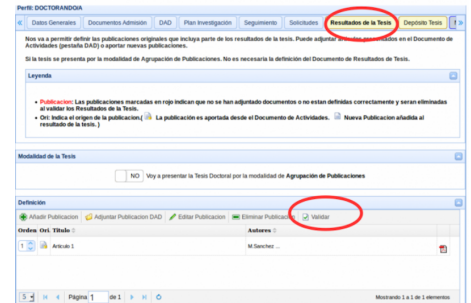 Perfil: DOCTORANDO/A
Datos Generales Documentos Admisión DAD Plan Investigación Seguimiento Solicitudes Resultados de la Tesis Depósito Tesis
Nos va a permitir definir las publicaciones originales que incluya parte de los resultados de la tesis. Puede adjuntar en el Documento de
Actividades (pestaña DAD) o aportar nuevas publicaciones.
Si la tesis se presenta por la modalidad de Agrupación de Publicaciones. No es necesaria la definición del Documento de Resultados de Tesis.
Leyenda
Publicacion: Las publicaciones marcadas en rojo indican que no se han adjuntado documentos o no estan definidas correctamente y seran eliminadas
al validar los Resultados de la Tesis.
Ori: Indica el origen de la publicacion.( La publicación es aportada desde el Documento de Actividades. Nueva Publicacion añadida al
resultado de la tesis. )
Modalidad de la Tesis
NO Voy a presentar la Tesis Doctoral por la modalidad de Agrupación de Publicaciones
Definición
Añadir Publicacion Adjuntar Publicacion DAD Editar Publicacion Eliminar Publicacion Validar
Orden Ori. Titulo Autores
1 Articulo 1 M.Sanchez ...
5 Página 1 de 1 Mostrando 1 a 1 de 1 elementos